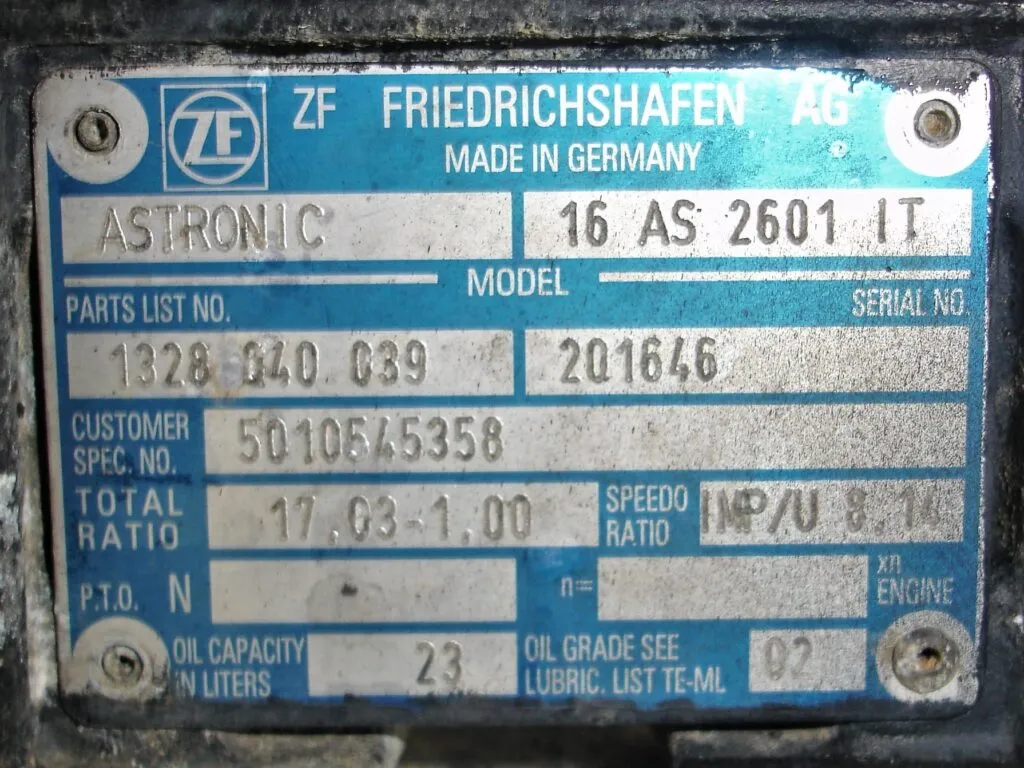 ZF ZF FRIEDRICHSHAFEN AG
MADE IN GERMANY
ASTRONIC 16 AS 2601 IT
MODEL
PARTS LIST NO. SERIAL NO.
1328 040 039 201646
CUSTOMER SPEC. NO. 5010545358
TOTAL RATIO 17.03-1.00 SPEEDO RATIO IMP/U 8.14
P.T.O. N n= xn ENGINE
OIL CAPACITY IN LITERS 23 OIL GRADE SEE LUBRIC. LIST TE-ML 02